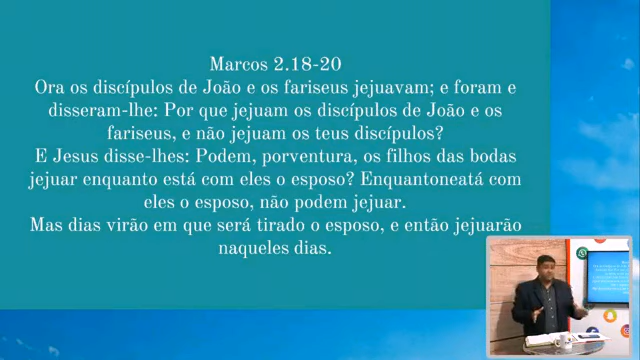 Marcos 2.18-20
Ora os discípulos de João e os fariseus jejuavam; e foram e
disseram-lhe: Por que jejuam os discípulos de João e os
fariseus, e não jejuam os teus discípulos?
E Jesus disse-lhes: Podem, porventura, os filhos das bodas
jejuar enquanto está com eles o esposo? Enquantoneatá com
eles o esposo, não podem jejuar.
Mas dias virão em que será tirado o esposo, e então jejuarão
naqueles dias.